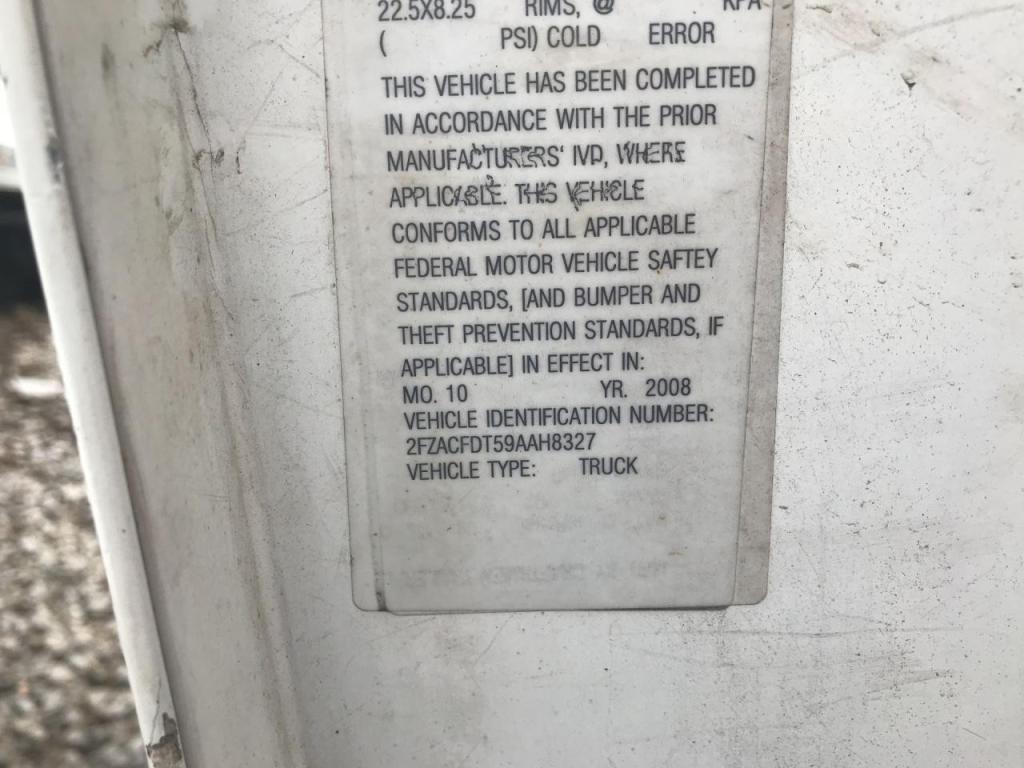 22.5X8.25 RIMS, @ KPA
( PSI) COLD ERROR
THIS VEHICLE HAS BEEN COMPLETED
IN ACCORDANCE WITH THE PRIOR
MANUFACTURERS' IVD, WHERE
APPLICABLE. THIS VEHICLE
CONFORMS TO ALL APPLICABLE
FEDERAL MOTOR VEHICLE SAFTEY
STANDARDS, [AND BUMPER AND
THEFT PREVENTION STANDARDS, IF
APPLICABLE] IN EFFECT IN:
MO. 10 YR. 2008
VEHICLE IDENTIFICATION NUMBER:
2FZACFDT59AAH8327
VEHICLE TYPE: TRUCK